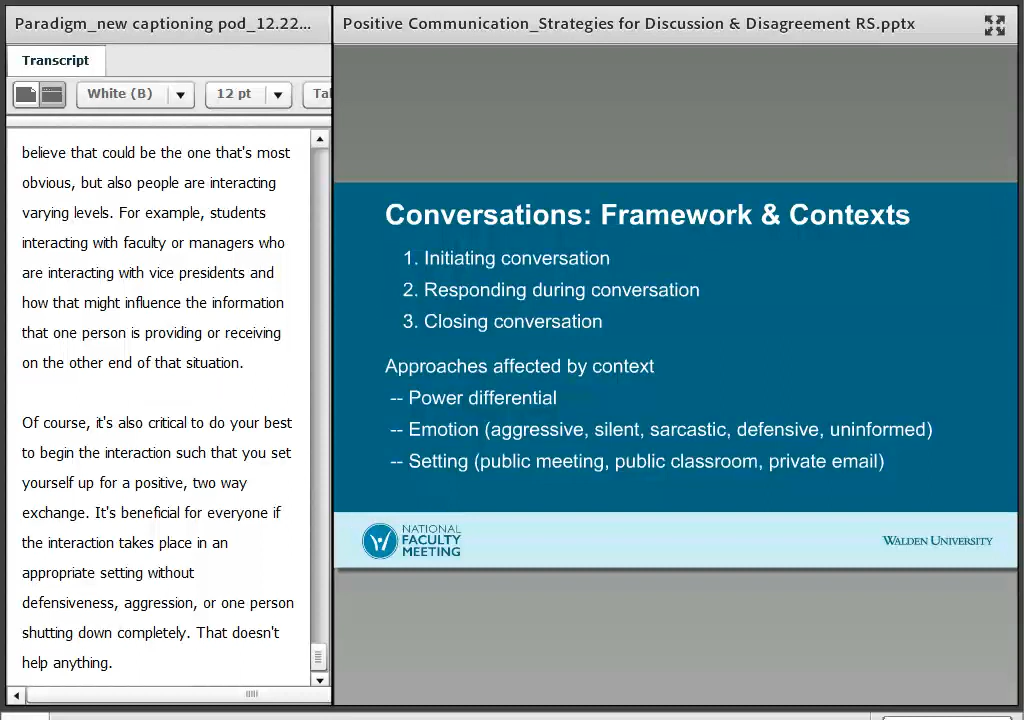 Paradigm_new captioning pod_12.22...
Positive Communication_Strategies for Discussion & Disagreement RS.pptx
Transcript
White (B)
12 pt
Ta
believe that could be the one that's most
obvious, but also people are interacting
varying levels. For example, students
interacting with faculty or managers who
are interacting with vice presidents and
how that might influence the information
that one person is providing or receiving
on the other end of that situation.
Of course, it's also critical to do your best
to begin the interaction such that you set
yourself up for a positive, two way
exchange. It's beneficial for everyone if
the interaction takes place in an
appropriate setting without
defensiveness, aggression, or one person
shutting down completely. That doesn't
help anything.
Conversations: Framework & Contexts
1. Initiating conversation
2. Responding during conversation
3. Closing conversation
Approaches affected by context
-- Power differential
-- Emotion (aggressive, silent, sarcastic, defensive, uninformed)
-- Setting (public meeting, public classroom, private email)
NATIONAL
FACULTY
MEETING
WALDEN UNIVERSITY